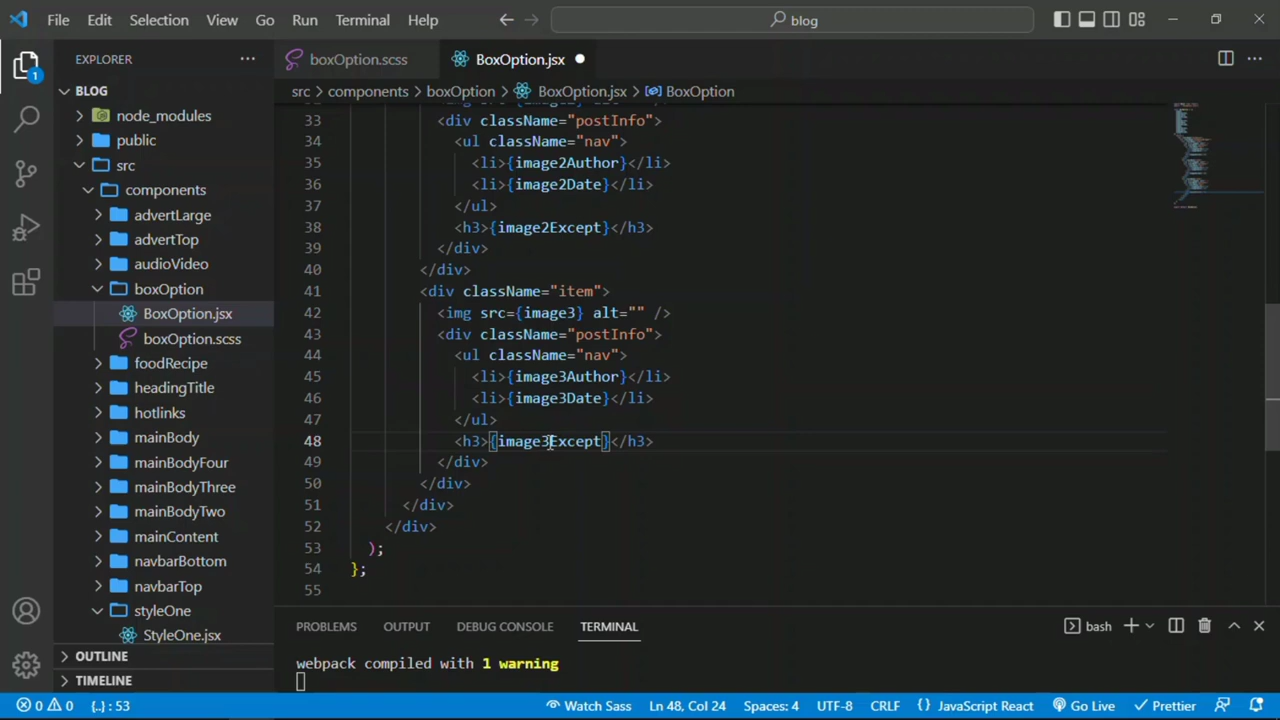 File Edit Selection View Go Run Terminal Help blog
EXPLORER
BLOG
node_modules
public
src
components
advertLarge
advertTop
audioVideo
boxOption
BoxOption.jsx
boxOption.scss
foodRecipe
headingTitle
hotlinks
mainBody
mainBodyFour
mainBodyThree
mainBodyTwo
mainContent
navbarBottom
navbarTop
styleOne
StyleOne.jsx
OUTLINE
TIMELINE
1
boxOption.scss BoxOption.jsx
src > components > boxOption > BoxOption.jsx > BoxOption
33 <div className="postInfo">
34 <ul className="nav">
35 <li>{image2Author}</li>
36 <li>{image2Date}</li>
37 </ul>
38 <h3>{image2Except}</h3>
39 </div>
40 </div>
41 <div className="item">
42 <img src={image3} alt="" />
43 <div className="postInfo">
44 <ul className="nav">
45 <li>{image3Author}</li>
46 <li>{image3Date}</li>
47 </ul>
48 <h3>{image3Except}</h3>
49 </div>
50 </div>
51 </div>
52 </div>
53 );
54 };
55
PROBLEMS OUTPUT DEBUG CONSOLE TERMINAL bash
webpack compiled with 1 warning
0 0 {..} : 53 Watch Sass Ln 48, Col 24 Spaces: 4 UTF-8 CRLF {} JavaScript React Go Live Prettier